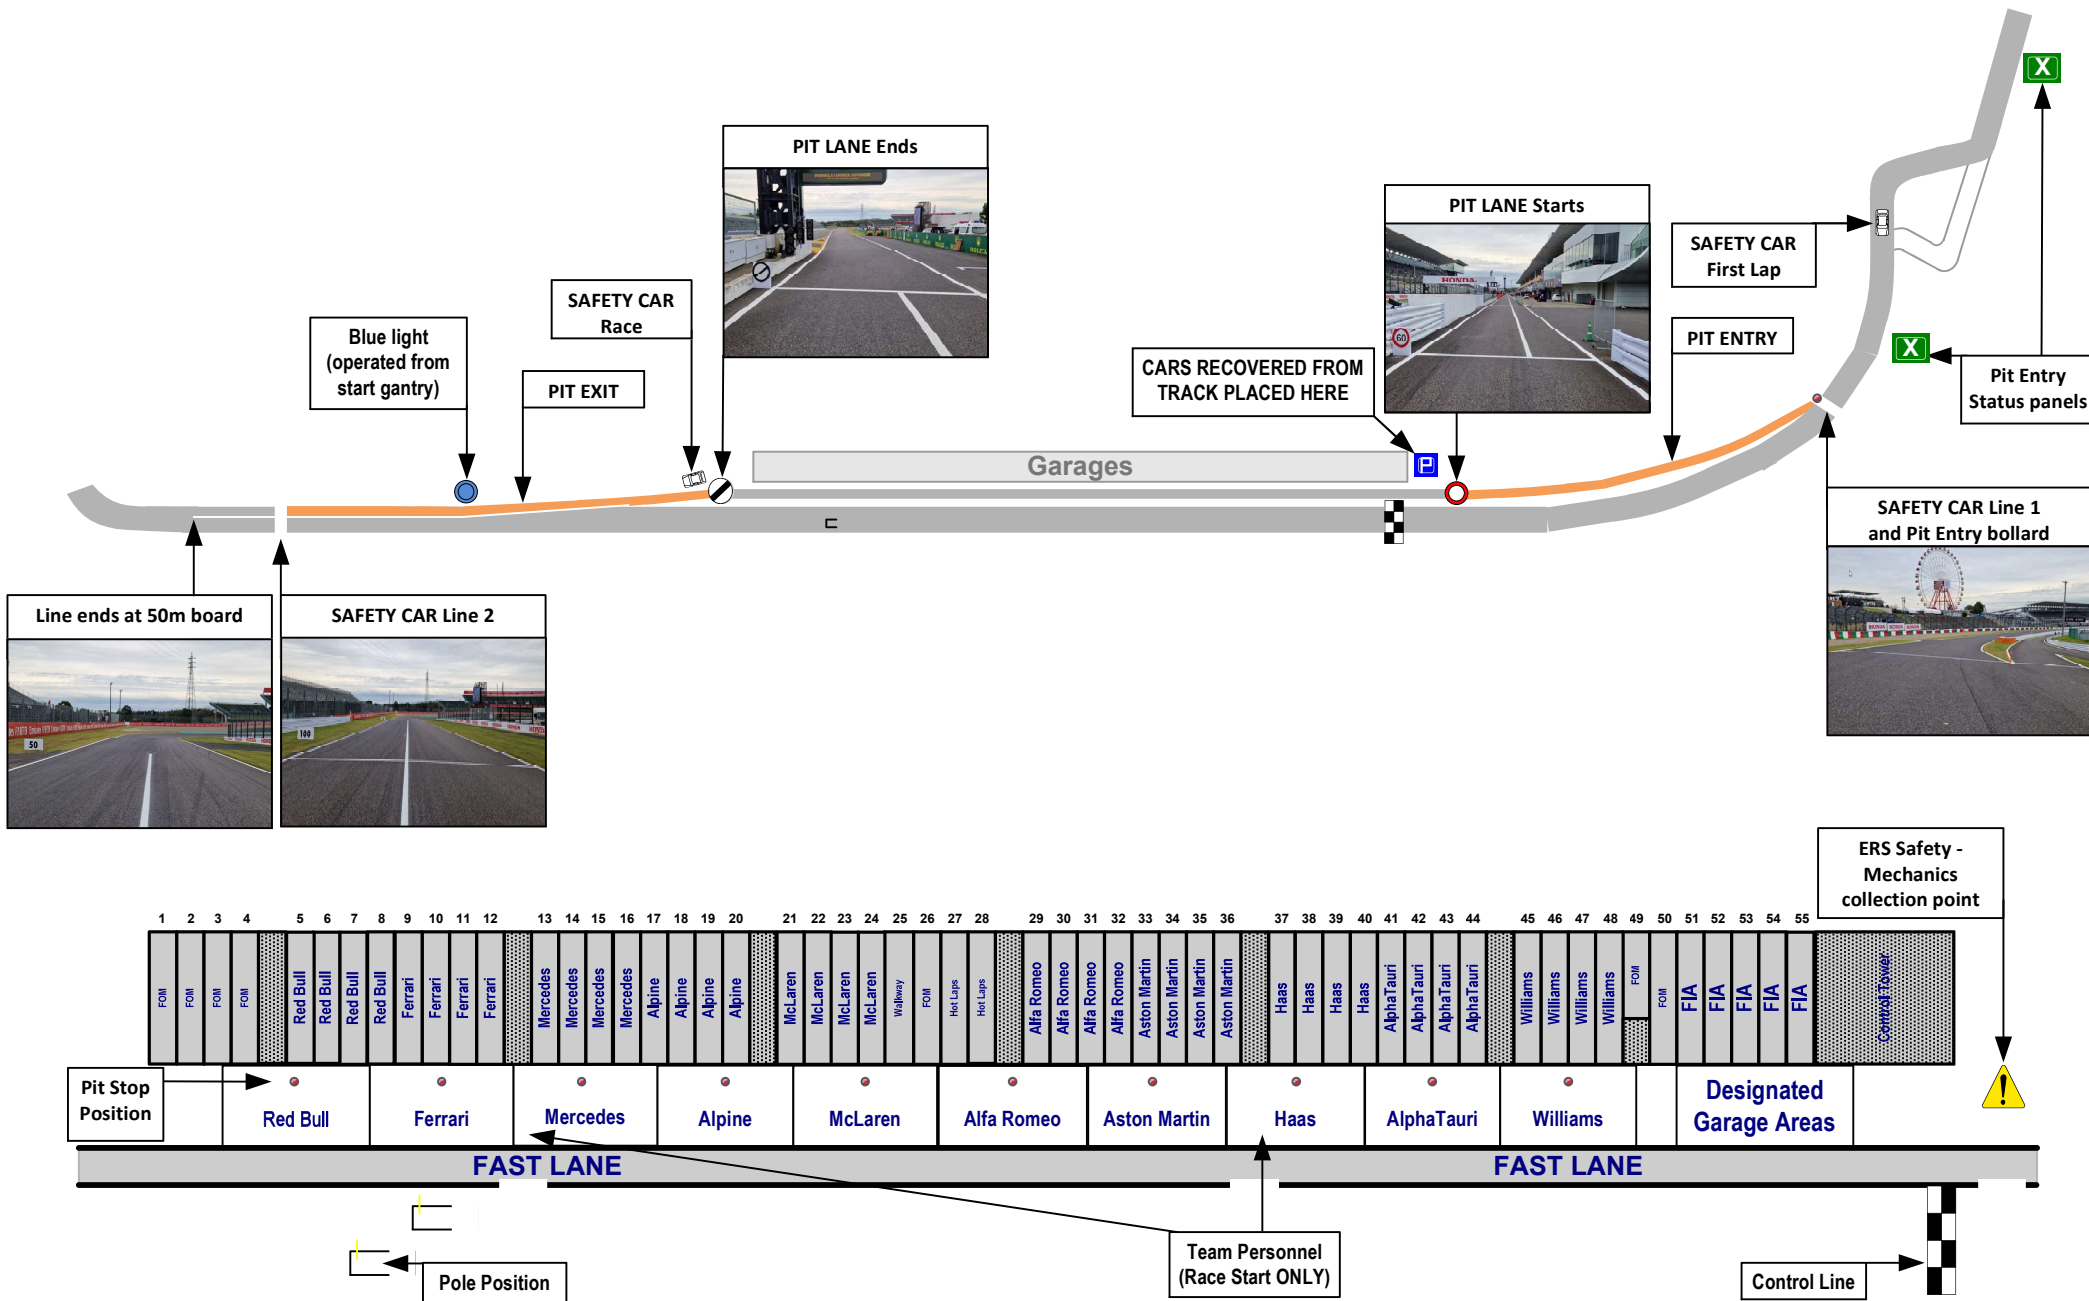 X
PIT LANE Ends
PIT LANE Starts
SAFETY CAR
First Lap
SAFETY CAR
Race
Blue light
(operated from
start gantry)
PIT EXIT
PIT ENTRY
CARS RECOVERED FROM
TRACK PLACED HERE
X
Pit Entry
Status panels
HONDA
60
Garages
P
SAFETY CAR Line 1
and Pit Entry bollard
Line ends at 50m board
SAFETY CAR Line 2
50
100
ERS Safety -
Mechanics
collection point
1 2 3 4 5 6 7 8 9 10 11 12 13 14 15 16 17 18 19 20 21 22 23 24 25 26 27 28 29 30 31 32 33 34 35 36 37 38 39 40 41 42 43 44 45 46 47 48 49 50 51 52 53 54 55
FOM FOM FOM FOM Red Bull Red Bull Red Bull Red Bull Ferrari Ferrari Ferrari Ferrari Mercedes Mercedes Mercedes Mercedes Alpine Alpine Alpine Alpine McLaren McLaren McLaren McLaren Walkway FOM Hot Laps Hot Laps Alfa Romeo Alfa Romeo Alfa Romeo Alfa Romeo Aston Martin Aston Martin Aston Martin Aston Martin Haas Haas Haas Haas AlphaTauri AlphaTauri AlphaTauri AlphaTauri Williams Williams Williams Williams FOM FOM FIA FIA FIA FIA FIA Control Tower
Pit Stop
Position
Red Bull Ferrari Mercedes Alpine McLaren Alfa Romeo Aston Martin Haas AlphaTauri Williams
Designated
Garage Areas
FAST LANE FAST LANE
Pole Position
Team Personnel
(Race Start ONLY)
Control Line